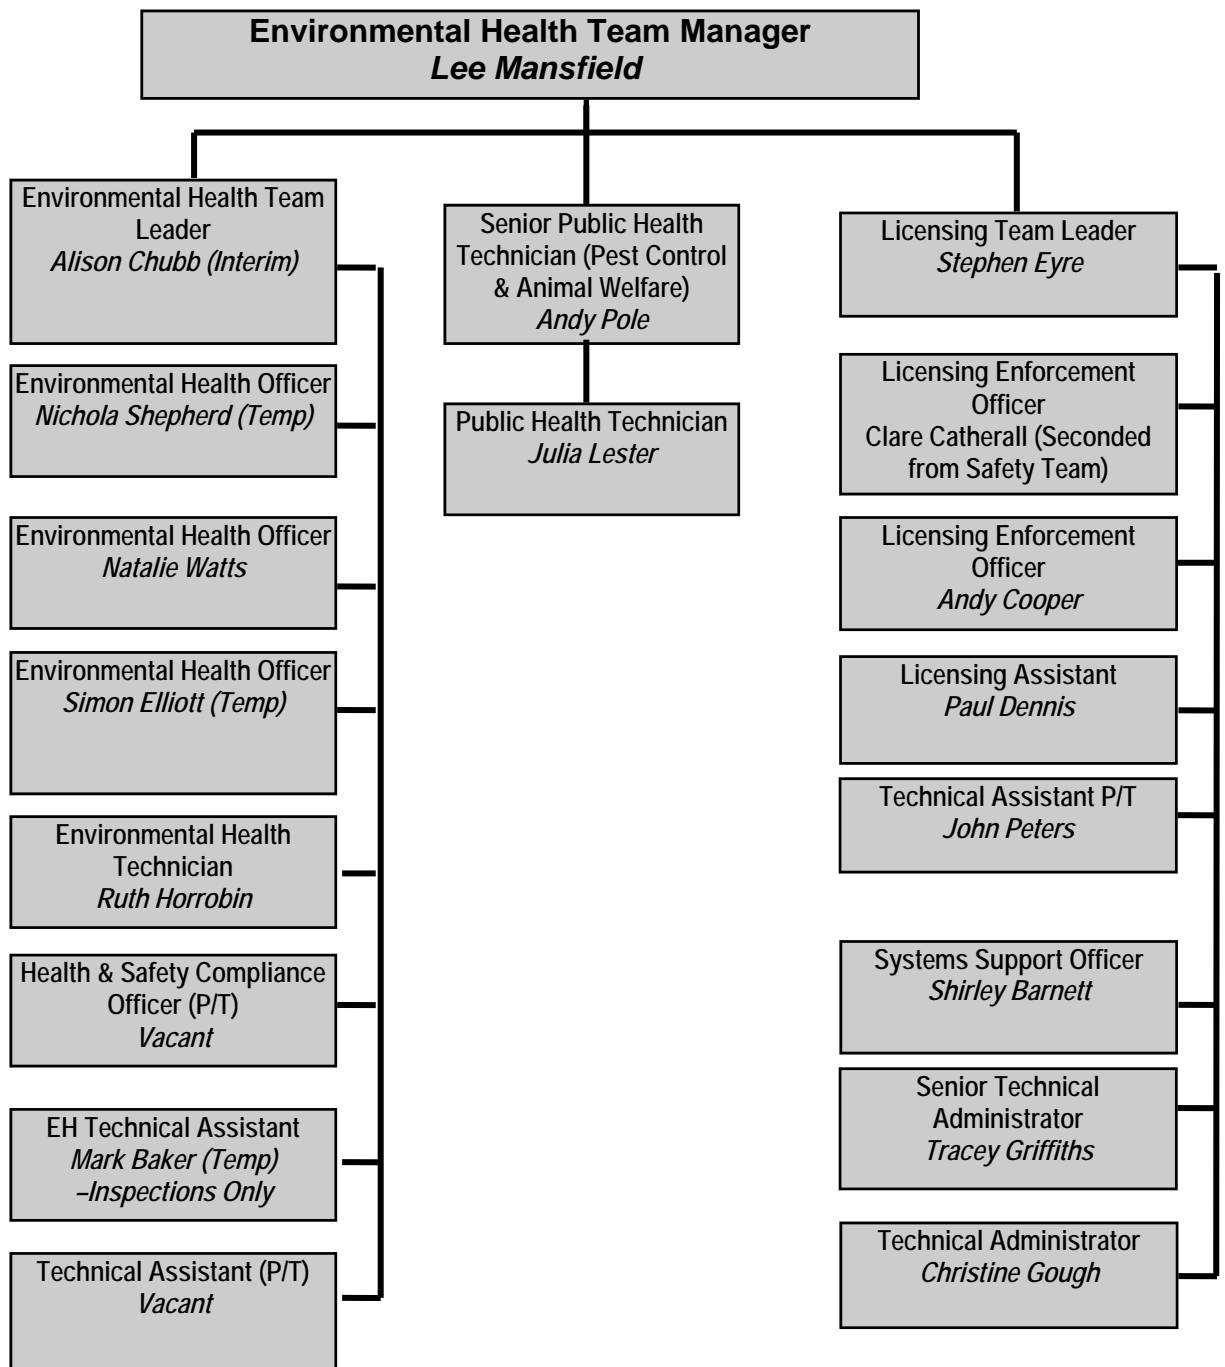 Environmental Health Team Manager
Lee Mansfield
Environmental Health Team
Leader
Alison Chubb (Interim)
Environmental Health Officer
Nichola Shepherd (Temp)
Environmental Health Officer
Natalie Watts
Environmental Health Officer
Simon Elliott (Temp)
Environmental Health
Technician
Ruth Horrobin
Health & Safety Compliance
Officer (P/T)
Vacant
EH Technical Assistant
Mark Baker (Temp)
–Inspections Only
Technical Assistant (P/T)
Vacant
Senior Public Health
Technician (Pest Control
& Animal Welfare)
Andy Pole
Public Health Technician
Julia Lester
Licensing Team Leader
Stephen Eyre
Licensing Enforcement
Officer
Clare Catherall (Seconded
from Safety Team)
Licensing Enforcement
Officer
Andy Cooper
Licensing Assistant
Paul Dennis
Technical Assistant P/T
John Peters
Systems Support Officer
Shirley Barnett
Senior Technical
Administrator
Tracey Griffiths
Technical Administrator
Christine Gough